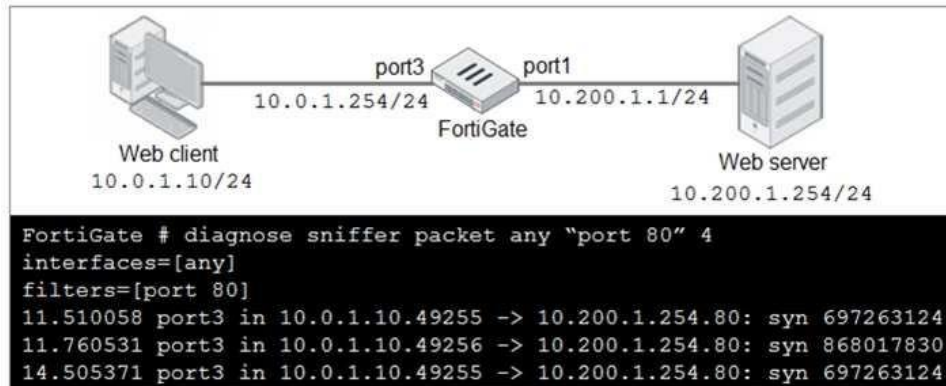 port3
port1
10.0.1.254/24
10.200.1.1/24
FortiGate
Web client
10.0.1.10/24
Web server
10.200.1.254/24
FortiGate # diagnose sniffer packet any “port 80” 4
interfaces=[any]
filters=[port 80]
11.510058 port3 in 10.0.1.10.49255 -> 10.200.1.254.80: syn 697263124
11.760531 port3 in 10.0.1.10.49256 -> 10.200.1.254.80: syn 868017830
14.505371 port3 in 10.0.1.10.49255 -> 10.200.1.254.80: syn 697263124